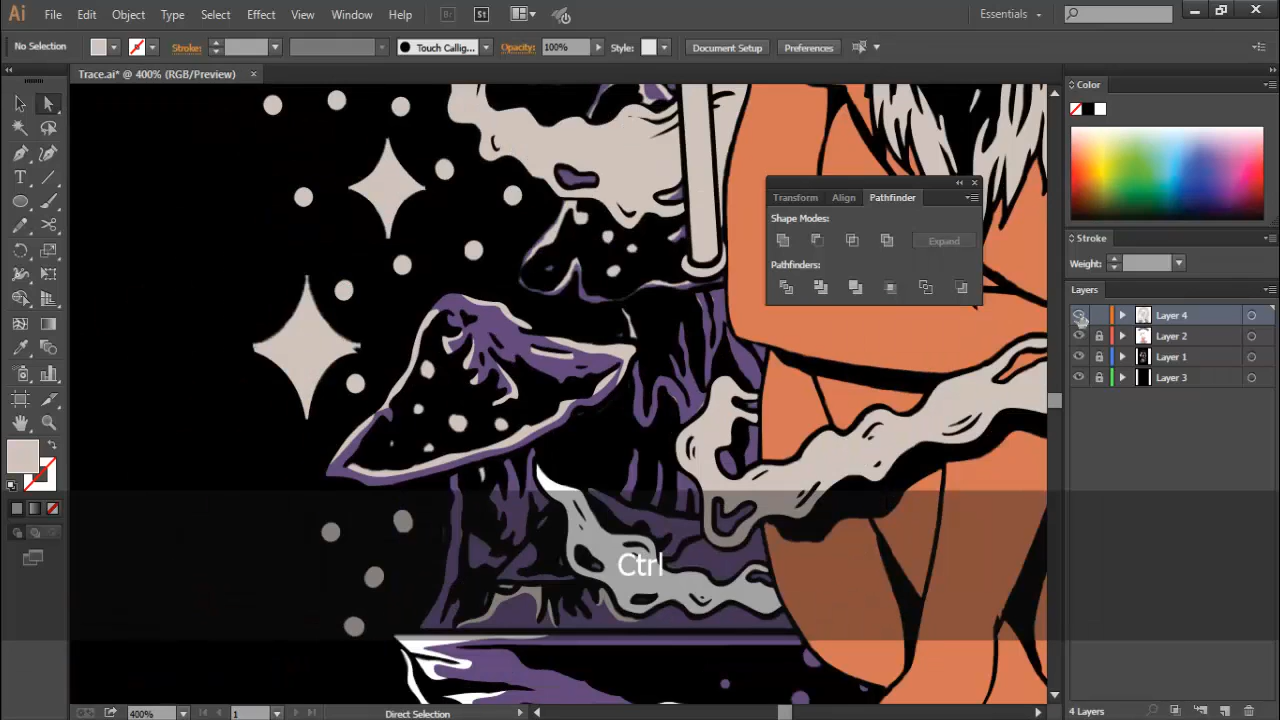 Ai File Edit Object Type Select Effect View Window Help Br St Essentials
No Selection Stroke: Touch Callig... Opacity: 100% Style: Document Setup Preferences
Trace.ai* @ 400% (RGB/Preview)
Color
Transform Align Pathfinder
Shape Modes:
Expand
Pathfinders:
Stroke
Weight:
Layers
Layer 4
Layer 2
Layer 1
Layer 3
Ctrl
400% 1 Direct Selection
4 Layers